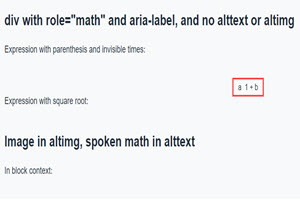 div with role="math" and aria-label, and no alttext or altimg
Expression with parenthesis and invisible times:
a 1 + b
Expression with square root:
Image in altimg, spoken math in alttext
In block context: